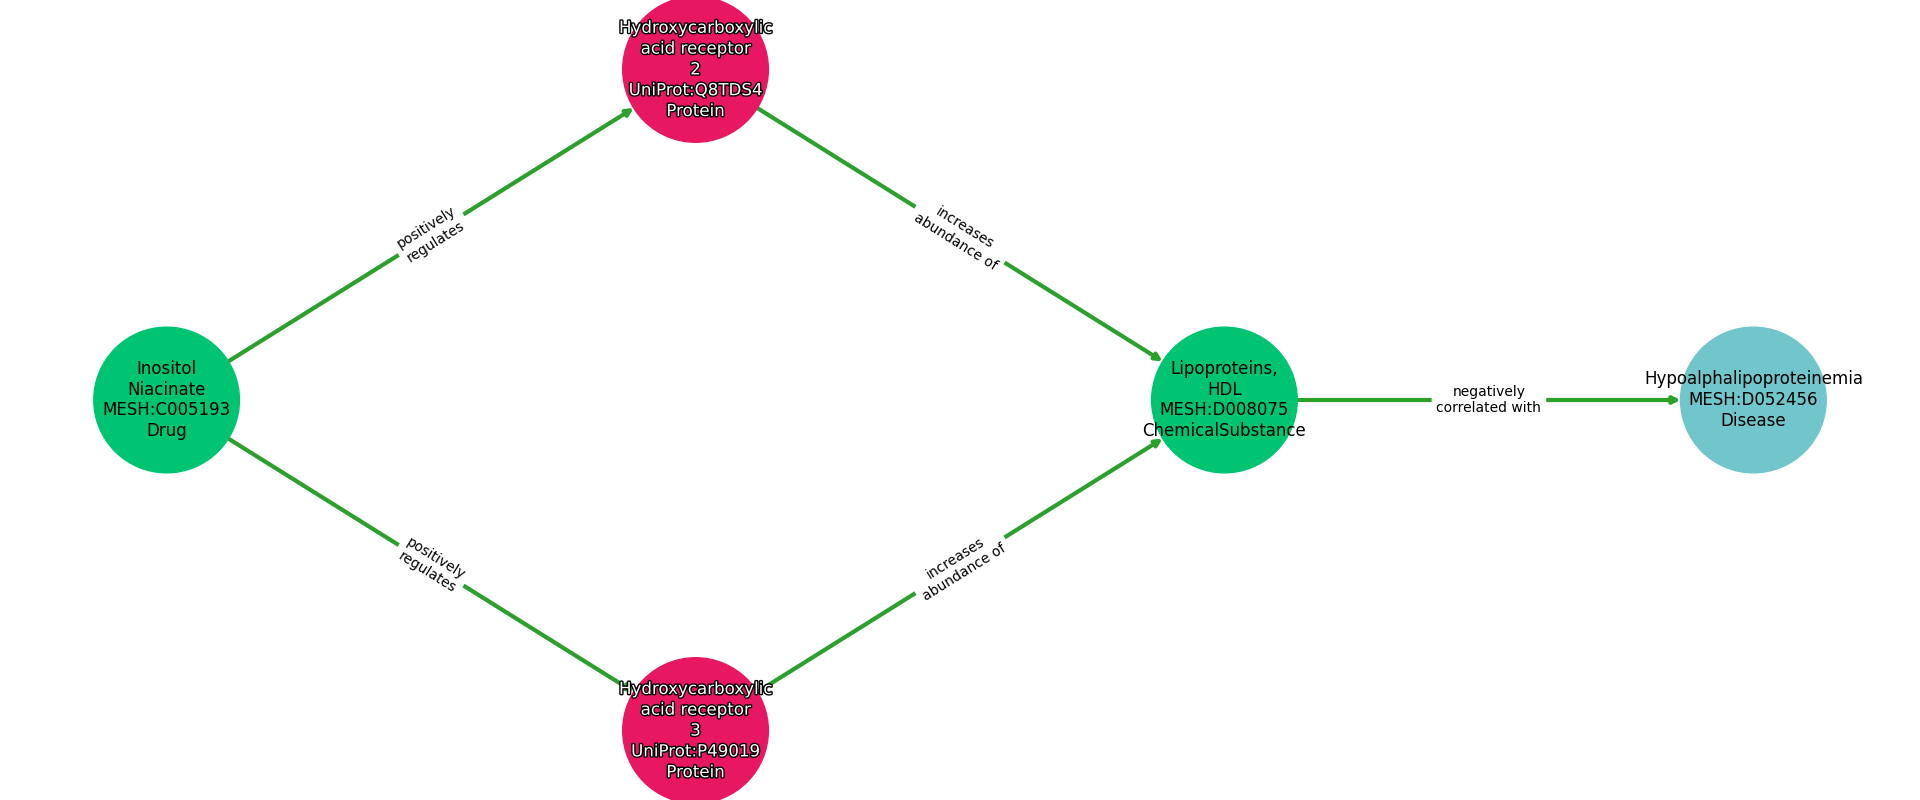 Hydroxycarboxylic
acid receptor
2
UniProt:Q8TDS4
Protein
positively
regulates
increases
abundance of
Inositol
Niacinate
MESH:C005193
Drug
Lipoproteins,
HDL
MESH:D008075
ChemicalSubstance
negatively
correlated with
Hypoalphalipoproteinemia
MESH:D052456
Disease
positively
regulates
increases
abundance of
Hydroxycarboxylic
acid receptor
3
UniProt:P49019
Protein